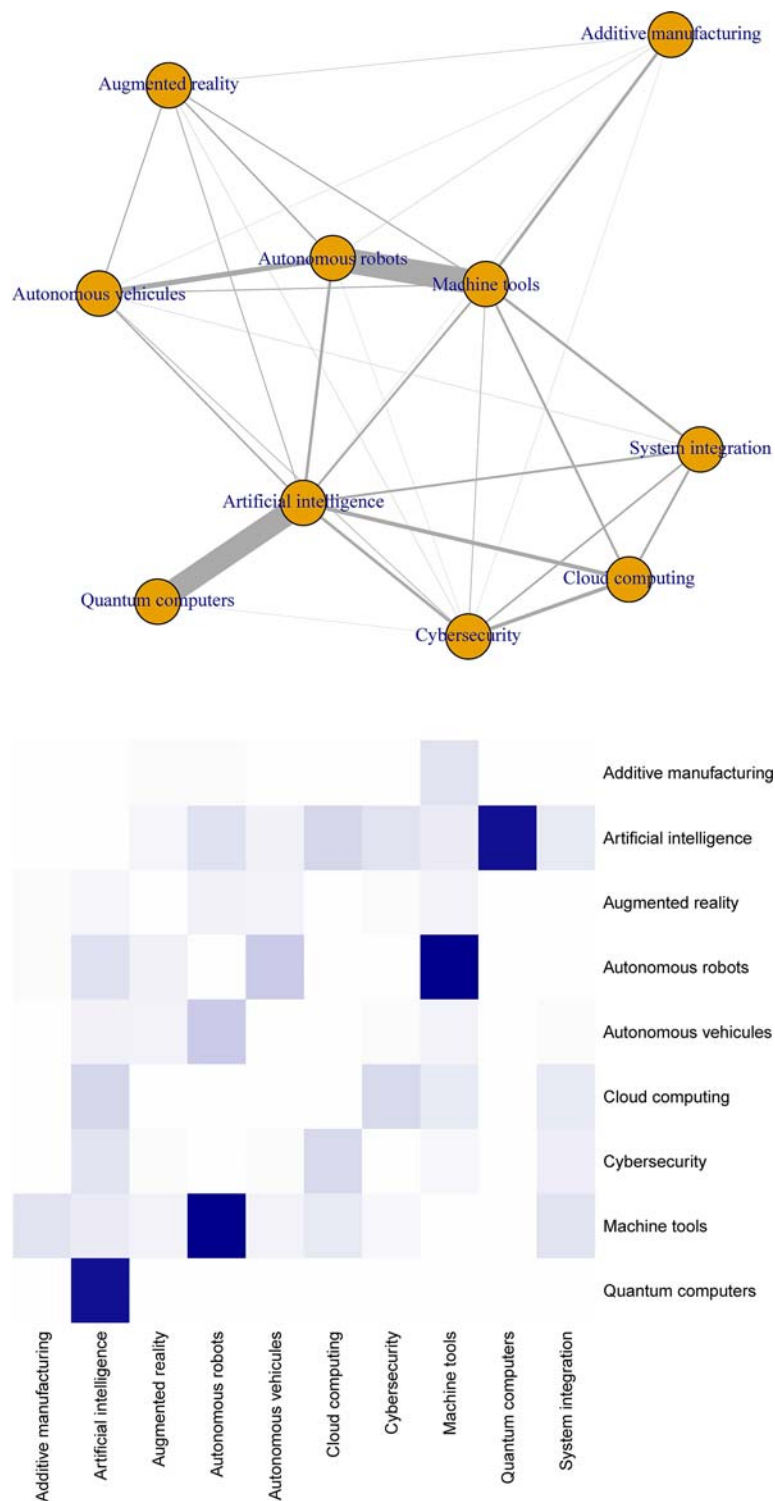 Additive manufacturing
Augmented reality
Autonomous robots
Machine tools
Autonomous vehicules
System integration
Artificial intelligence
Cloud computing
Quantum computers
Cybersecurity
Additive manufacturing
Artificial intelligence
Augmented reality
Autonomous robots
Autonomous vehicules
Cloud computing
Cybersecurity
Machine tools
Quantum computers
Additive manufacturing
Artificial intelligence
Augmented reality
Autonomous robots
Autonomous vehicules
Cloud computing
Cybersecurity
Machine tools
Quantum computers
System integration